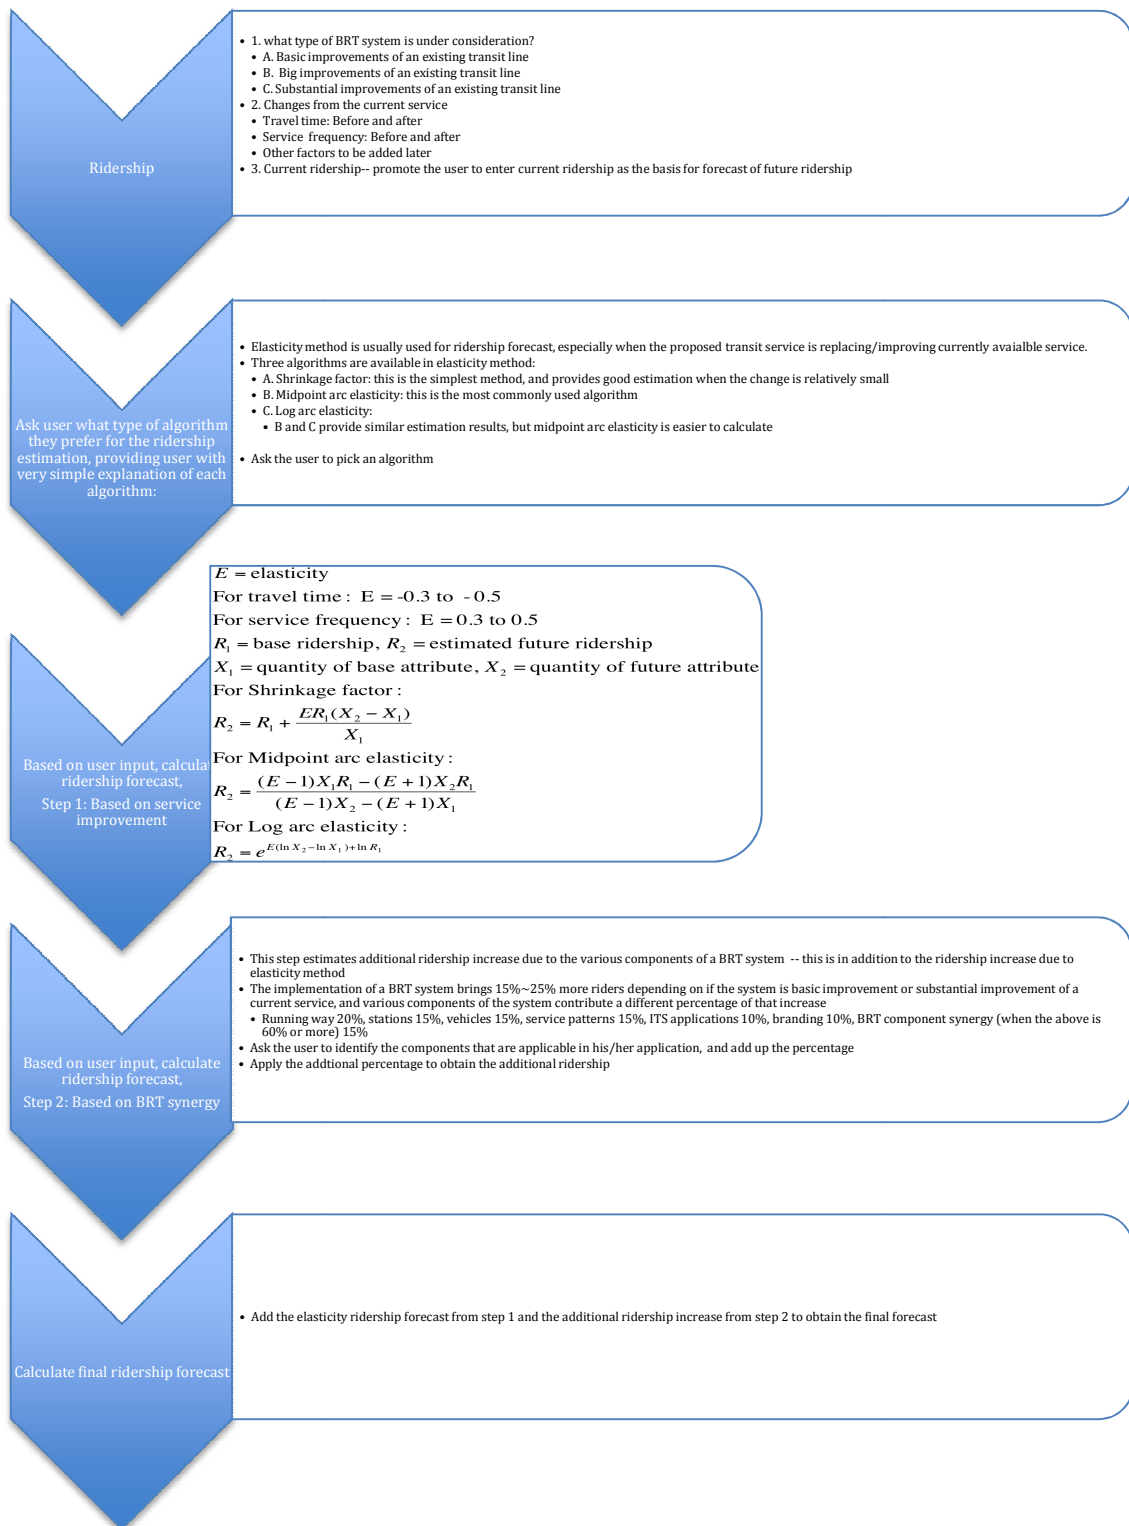 Ridership
• 1. what type of BRT system is under consideration?
• A. Basic improvements of an existing transit line
• B. Big improvements of an existing transit line
• C. Substantial improvements of an existing transit line
• 2. Changes from the current service
• Travel time: Before and after
• Service frequency: Before and after
• Other factors to be added later
• 3. Current ridership-- promote the user to enter current ridership as the basis for forecast of future ridership
Ask user what type of algorithm
they prefer for the ridership
estimation, providing user with
very simple explanation of each
algorithm:
• Elasticity method is usually used for ridership forecast, especially when the proposed transit service is replacing/improving currently avaialble service.
• Three algorithms are available in elasticity method:
• A. Shrinkage factor: this is the simplest method, and provides good estimation when the change is relatively small
• B. Midpoint arc elasticity: this is the most commonly used algorithm
• C. Log arc elasticity:
• B and C provide similar estimation results, but midpoint arc elasticity is easier to calculate
• Ask the user to pick an algorithm
Based on user input, calculat
ridership forecast,
Step 1: Based on service
improvement
E = elasticity
For travel time : E = -0.3 to - 0.5
For service frequency : E = 0.3 to 0.5
R₁ = base ridership, R₂ = estimated future ridership
X₁ = quantity of base attribute, X₂ = quantity of future attribute
For Shrinkage factor :
R₂ = R₁ + ER₁(X₂ − X₁) / X₁
For Midpoint arc elasticity :
R₂ = (E − 1)X₁R₁ − (E + 1)X₂R₁ / (E − 1)X₂ − (E + 1)X₁
For Log arc elasticity :
R₂ = e^{E(ln X₂ − ln X₁) + ln R₁}
Based on user input, calculate
ridership forecast,
Step 2: Based on BRT synergy
• This step estimates additional ridership increase due to the various components of a BRT system -- this is in addition to the ridership increase due to
elasticity method
• The implementation of a BRT system brings 15%~25% more riders depending on if the system is basic improvement or substantial improvement of a
current service, and various components of the system contribute a different percentage of that increase
• Running way 20%, stations 15%, vehicles 15%, service patterns 15%, ITS applications 10%, branding 10%, BRT component synergy (when the above is
60% or more) 15%
• Ask the user to identify the components that are applicable in his/her application, and add up the percentage
• Apply the addtional percentage to obtain the additional ridership
Calculate final ridership forecast
• Add the elasticity ridership forecast from step 1 and the additional ridership increase from step 2 to obtain the final forecast